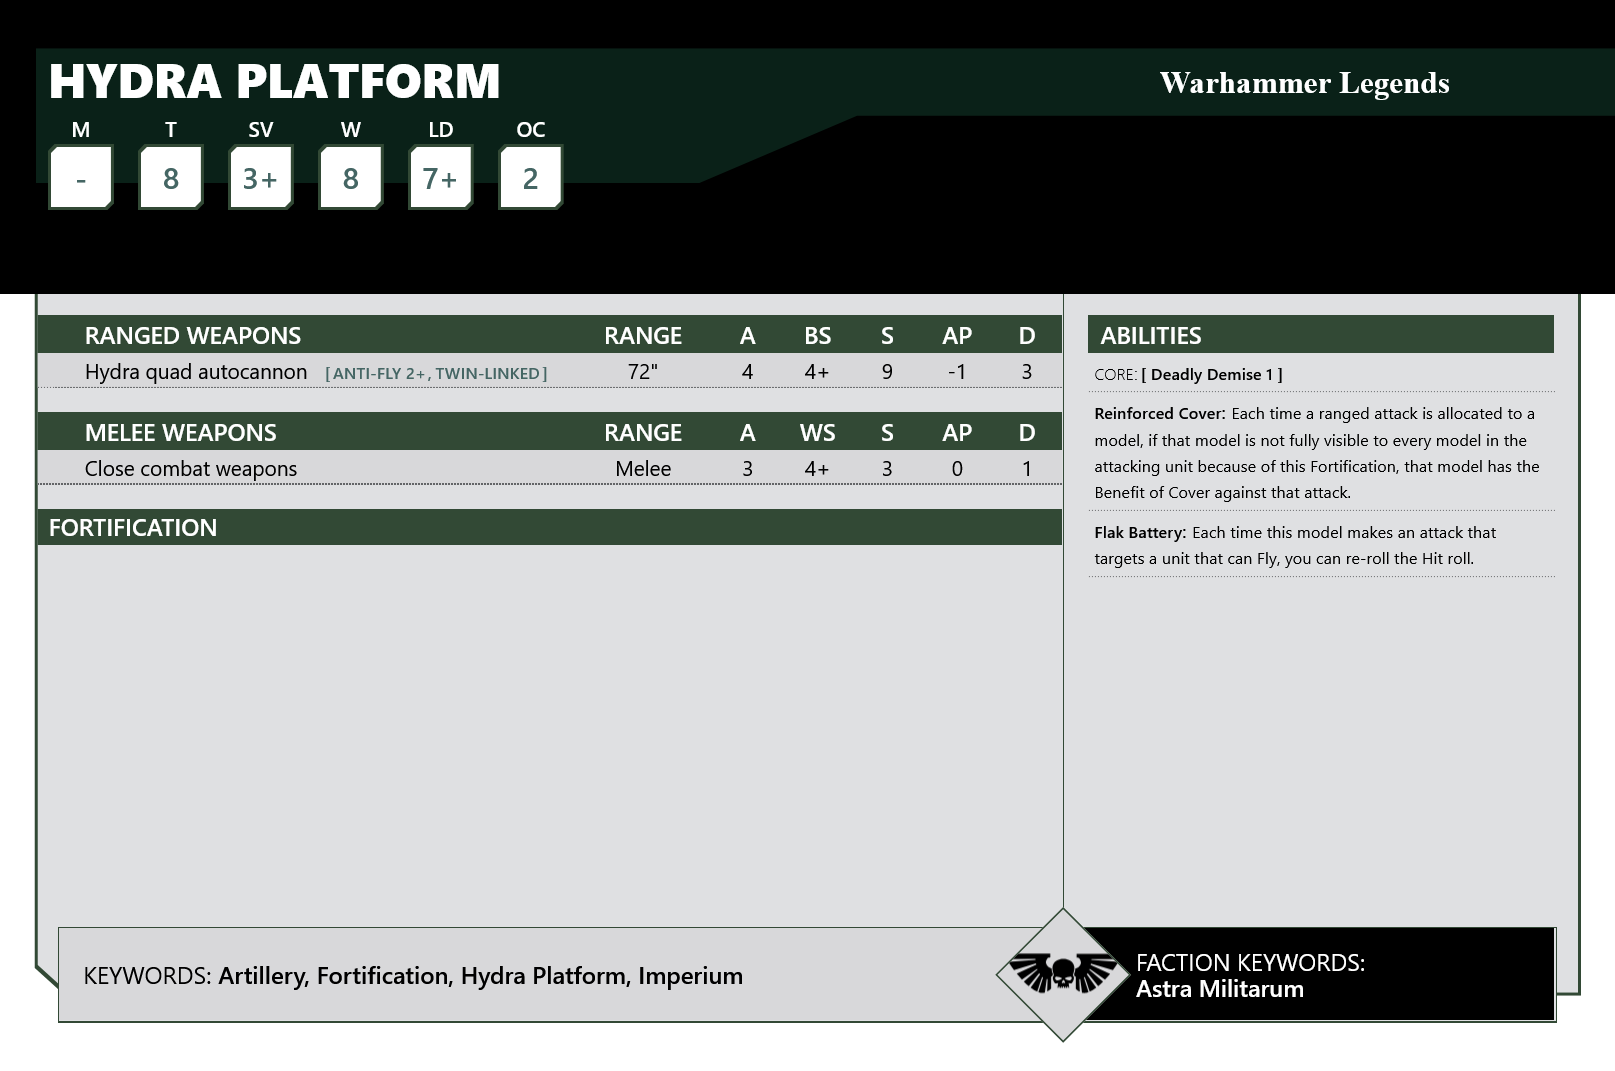 HYDRA PLATFORM
Warhammer Legends
M T SV W LD OC
- 8 3+ 8 7+ 2
RANGED WEAPONS RANGE A BS S AP D
Hydra quad autocannon [ANTI-FLY 2+, TWIN-LINKED] 72" 4 4+ 9 -1 3
MELEE WEAPONS RANGE A WS S AP D
Close combat weapons Melee 3 4+ 3 0 1
FORTIFICATION
ABILITIES
CORE: [ Deadly Demise 1 ]
Reinforced Cover: Each time a ranged attack is allocated to a
model, if that model is not fully visible to every model in the
attacking unit because of this Fortification, that model has the
Benefit of Cover against that attack.
Flak Battery: Each time this model makes an attack that
targets a unit that can Fly, you can re-roll the Hit roll.
KEYWORDS: Artillery, Fortification, Hydra Platform, Imperium
FACTION KEYWORDS:
Astra Militarum